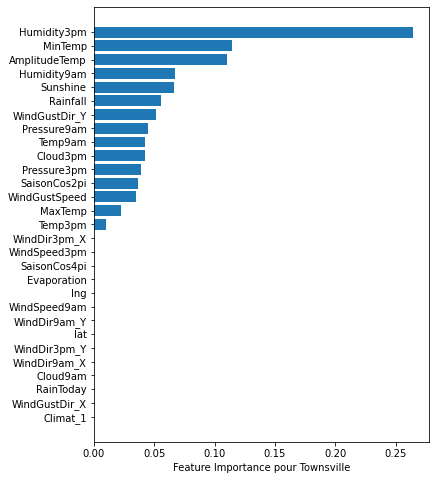 Humidity3pm
MinTemp
AmplitudeTemp
Humidity9am
Sunshine
Rainfall
WindGustDir_Y
Pressure9am
Temp9am
Cloud3pm
Pressure3pm
SaisonCos2pi
WindGustSpeed
MaxTemp
Temp3pm
WindDir3pm_X
WindSpeed3pm
SaisonCos4pi
Evaporation
lng
WindSpeed9am
WindDir9am_Y
lat
WindDir3pm_Y
WindDir9am_X
Cloud9am
RainToday
WindGustDir_X
Climat_1
0.00 0.05 0.10 0.15 0.20 0.25
Feature Importance pour Townsville